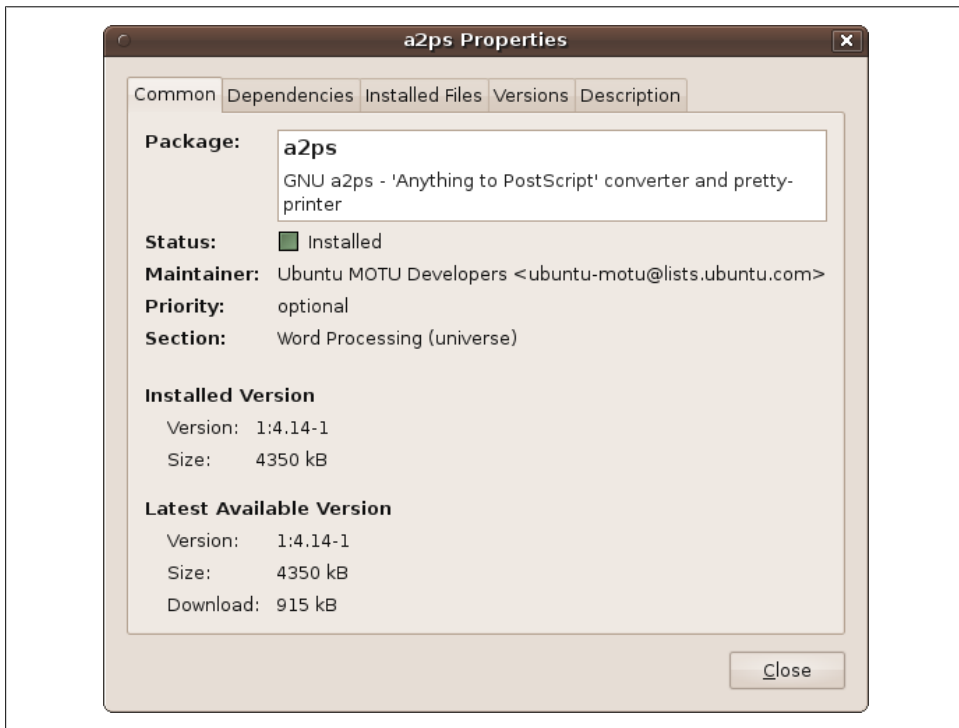 a2ps Properties
Common Dependencies Installed Files Versions Description
Package: a2ps
GNU a2ps - 'Anything to PostScript' converter and pretty-
printer
Status: Installed
Maintainer: Ubuntu MOTU Developers <ubuntu-motu@lists.ubuntu.com>
Priority: optional
Section: Word Processing (universe)
Installed Version
Version: 1:4.14-1
Size: 4350 kB
Latest Available Version
Version: 1:4.14-1
Size: 4350 kB
Download: 915 kB
Close